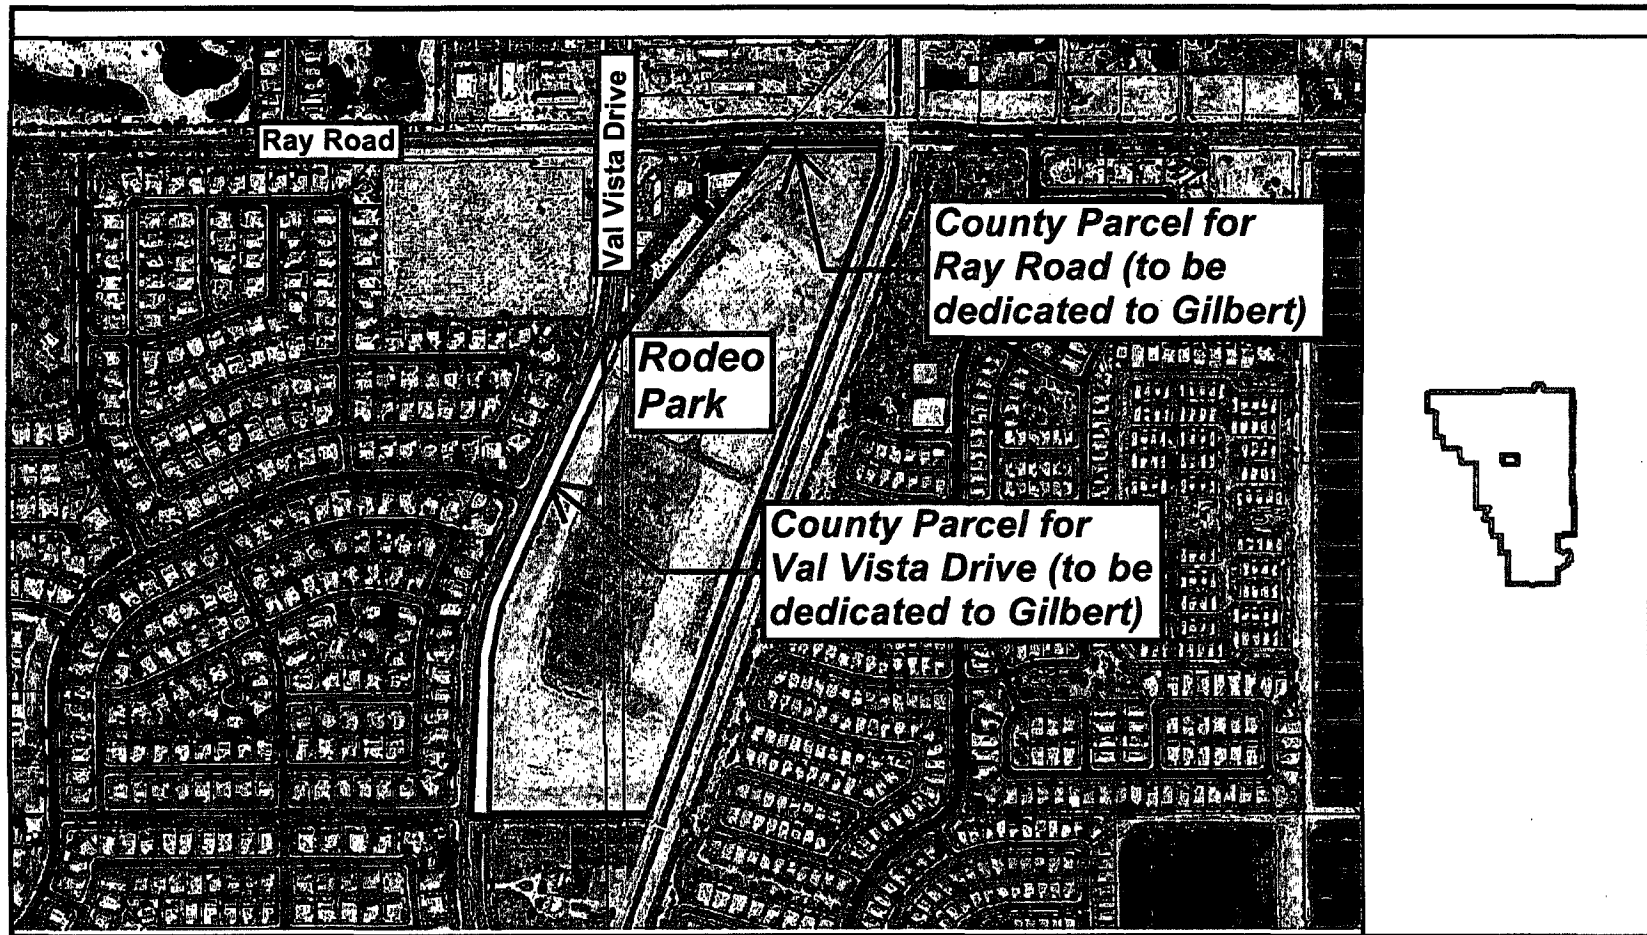 Ray Road
Val Vista Drive
County Parcel for
Ray Road (to be
dedicated to Gilbert)
Rodeo
Park
County Parcel for
Val Vista Drive (to be
dedicated to Gilbert)